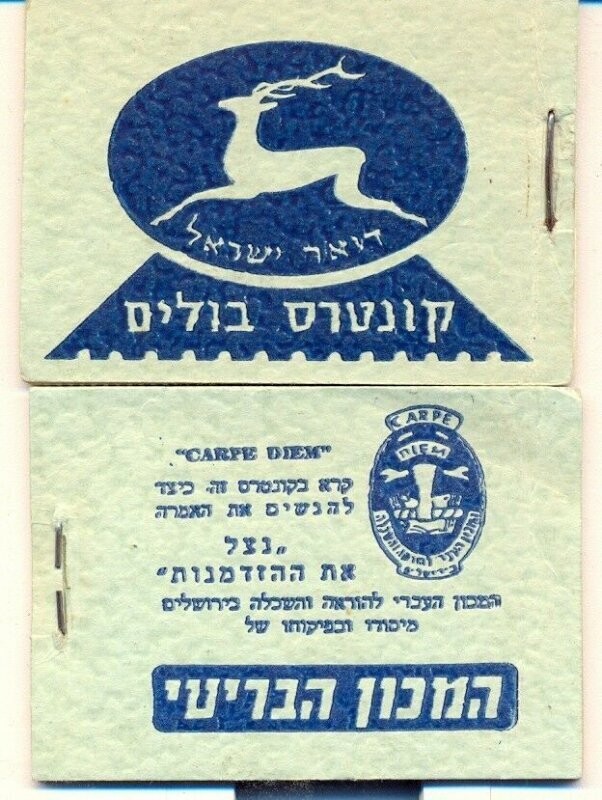 דואר ישראל
קונטרס בולים
CARPE
DIEM
"CARPE DIEM"
קרא בקונטרס זה, כיצד
להגשים את האמרה
"נצל
את ההזדמנות"
המכון העברי להוראה והשכלה בירושלים
מיסודו ובפיקוחו של
המכון הבריטי